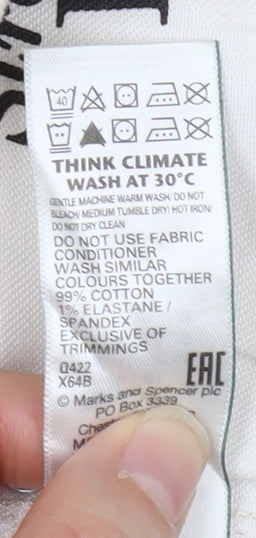 40
THINK CLIMATE
WASH AT 30°C
GENTLE MACHINE WARM WASH/ DO NOT
BLEACH/ MEDIUM TUMBLE DRY/ HOT IRON/
DO NOT DRY CLEAN
DO NOT USE FABRIC
CONDITIONER
WASH SIMILAR
COLOURS TOGETHER
99% COTTON
1% ELASTANE /
SPANDEX
EXCLUSIVE OF
TRIMMINGS
Q422
X64B
EAC
© Marks and Spencer plc
PO Box 3339